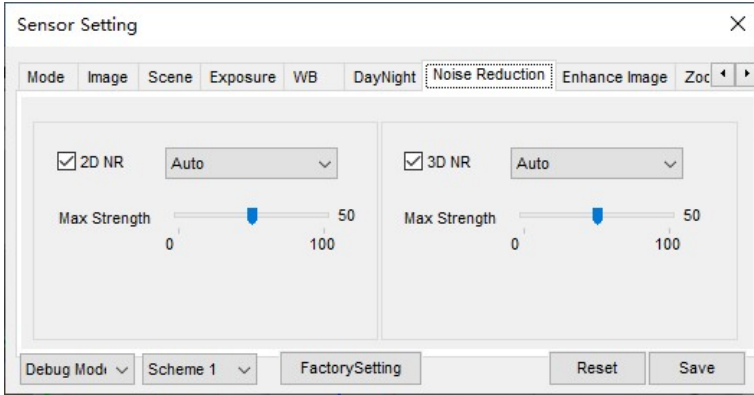 Sensor Setting
Mode Image Scene Exposure WB DayNight Noise Reduction Enhance Image Zoc
2D NR Auto 3D NR Auto
Max Strength 50 Max Strength 50
0 100 0 100
Debug Mod Scheme 1 FactorySetting Reset Save